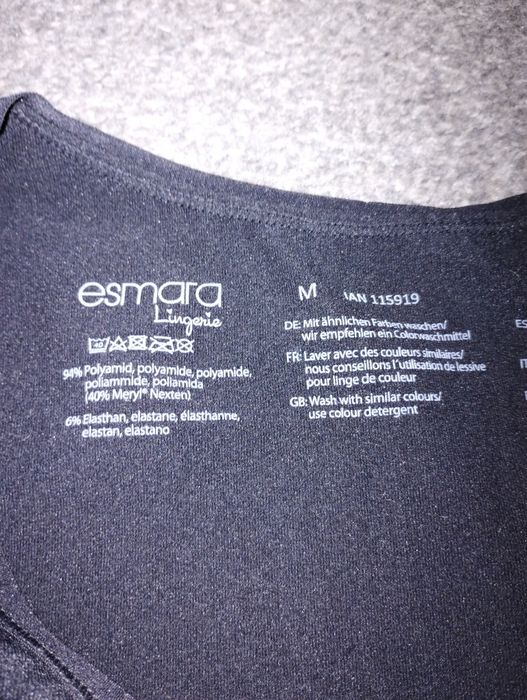 esmara
Lingerie
94% Polyamid, polyamide, polyamide,
poliammide, poliamida
(40% Meryl® Nexten)
6% Elasthan, elastane, élasthanne,
elastan, elastano
M IAN 115919
DE: Mit ähnlichen Farben waschen/
wir empfehlen ein Colorwaschmittel
FR: Laver avec des couleurs similaires/
nous conseillons l'utilisation de lessive
pour linge de couleur
GB: Wash with similar colours/
use colour detergent
ES